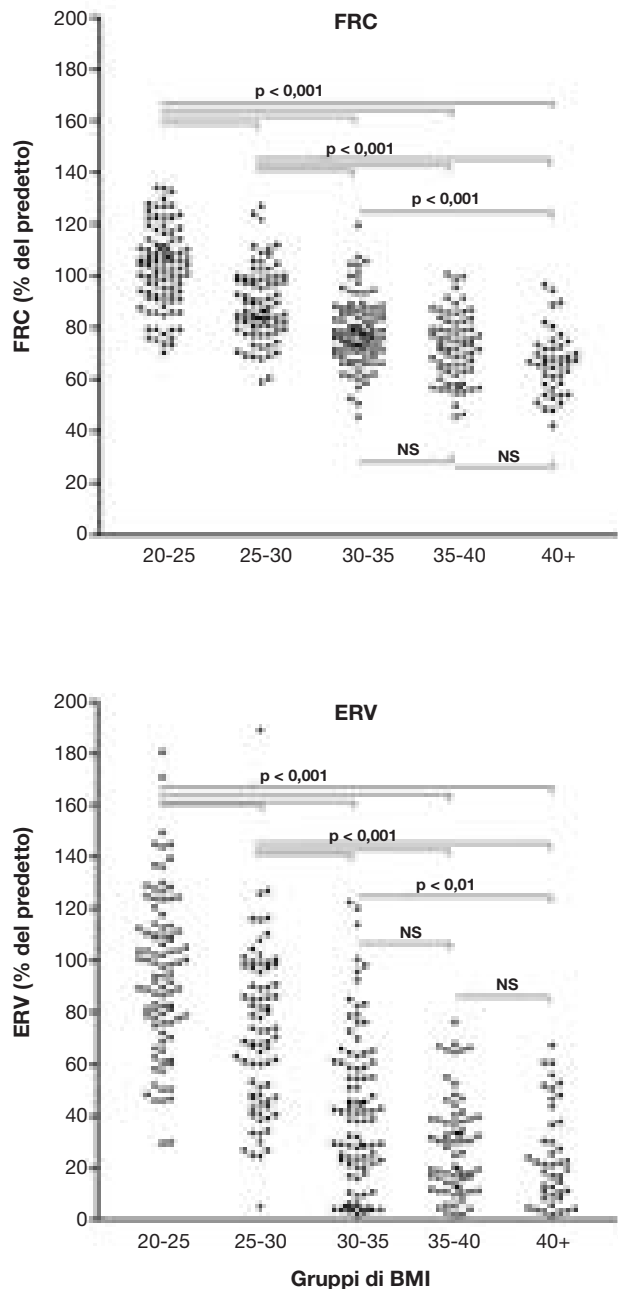 FRC
200
180
p < 0,001
160
p < 0,001
140
p < 0,001
120
100
80
60
40
NS
NS
20
0
FRC (% del predetto)
20-25 25-30 30-35 35-40 40+
ERV
200
180
p < 0,001
160
p < 0,001
140
p < 0,01
120
NS
100
NS
80
60
40
20
0
ERV (% del predetto)
20-25 25-30 30-35 35-40 40+
Gruppi di BMI